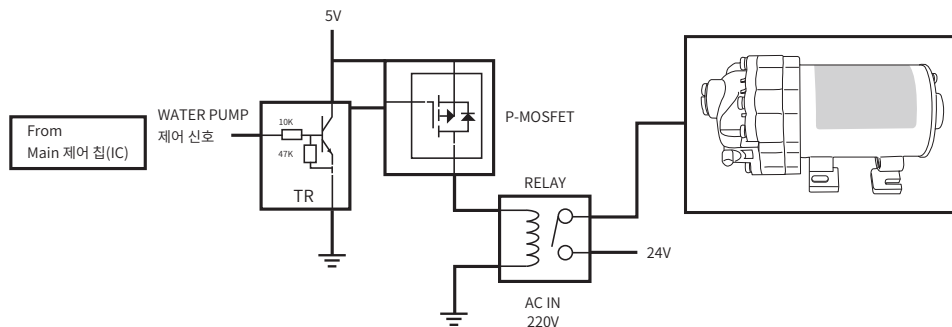 5V
From
Main 제어 칩(IC)
WATER PUMP
제어 신호
10K
47K
TR
P-MOSFET
RELAY
24V
AC IN
220V